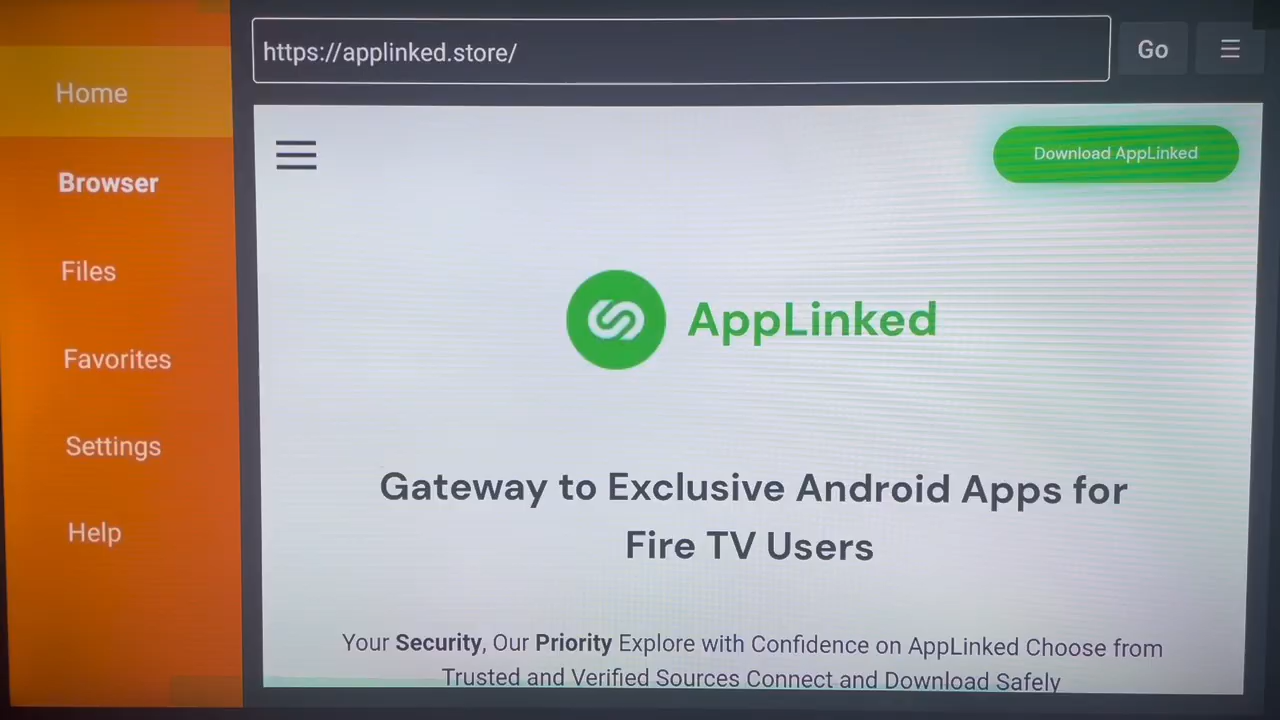 https://applinked.store/
Go
Home
Browser
Files
Favorites
Settings
Help
Download AppLinked
AppLinked
Gateway to Exclusive Android Apps for
Fire TV Users
Your Security, Our Priority Explore with Confidence on AppLinked Choose from
Trusted and Verified Sources Connect and Download Safely